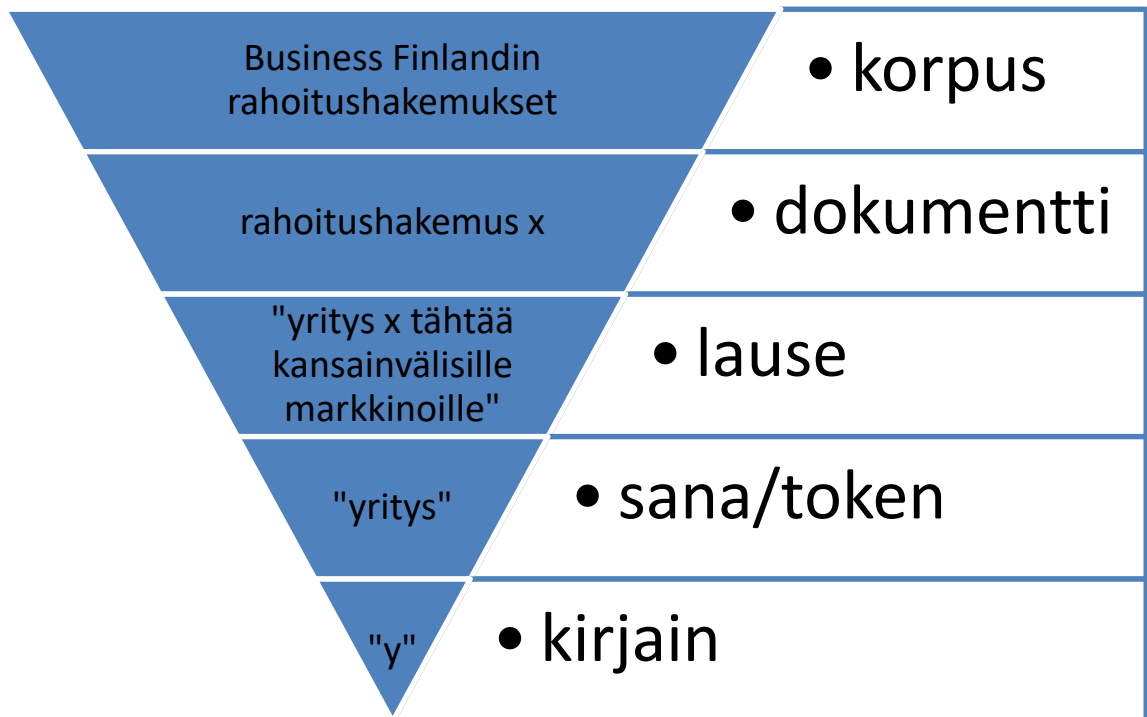 Business Finlandin
rahoitushakemukset
• korpus
rahoitushakemus x
• dokumentti
"yritys x tähtää
kansainvälisille
markkinoille"
• lause
"yritys"
• sana/token
"y"
• kirjain